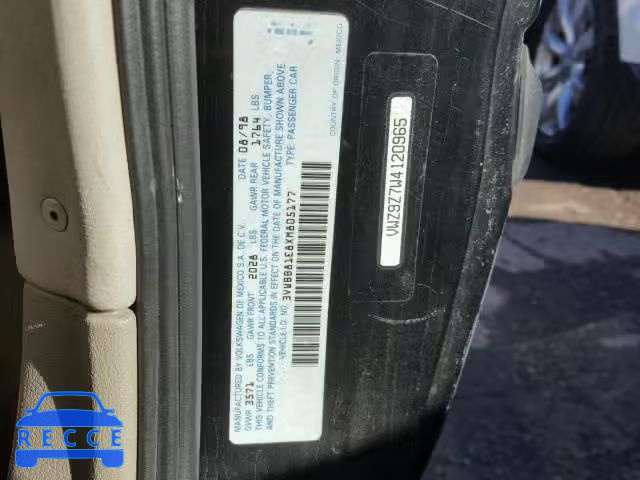 MANUFACTURED BY VOLKSWAGEN DE MEXICO S.A. DE C.V. DATE 08/98
GVWR 3571 LBS GAWR FRONT 2028 LBS GAWR REAR 1764 LBS
THIS VEHICLE CONFORMS TO ALL APPLICABLE U.S. FEDERAL MOTOR VEHICLE SAFETY, BUMPER,
AND THEFT PREVENTION STANDARDS IN EFFECT ON THE DATE OF MANUFACTURE SHOWN ABOVE
VEHICLE I.D. NO. 3VWBB81E8XM805177 TYPE: PASSENGER CAR
COUNTRY OF ORIGIN: MEXICO
VWZ9Z7W4120965
RECCE